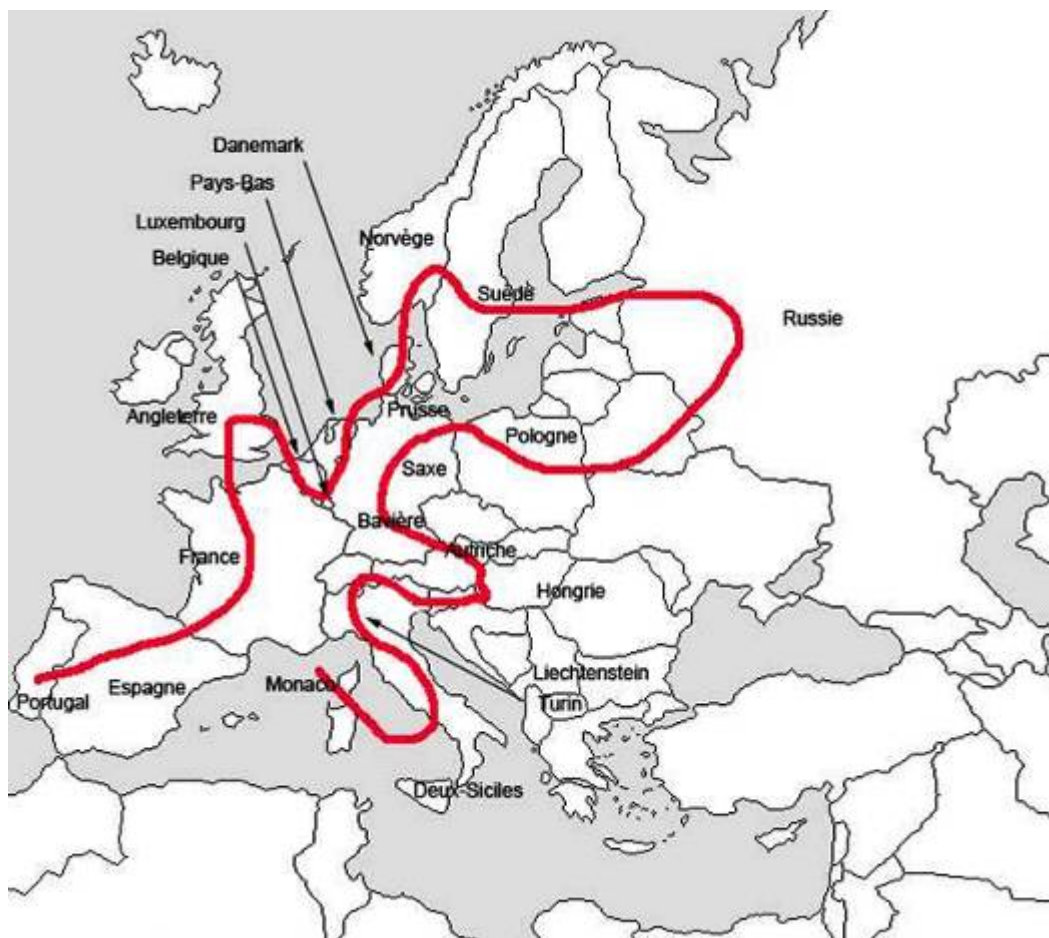 Danemark
Pays-Bas
Luxembourg
Belgique
Norvège
Suède
Russie
Angleterre
Prusse
Pologne
Saxe
Bavière
Autriche
France
Hongrie
Liechtenstein
Monaco
Espagne
Portugal
Turin
Deux-Siciles